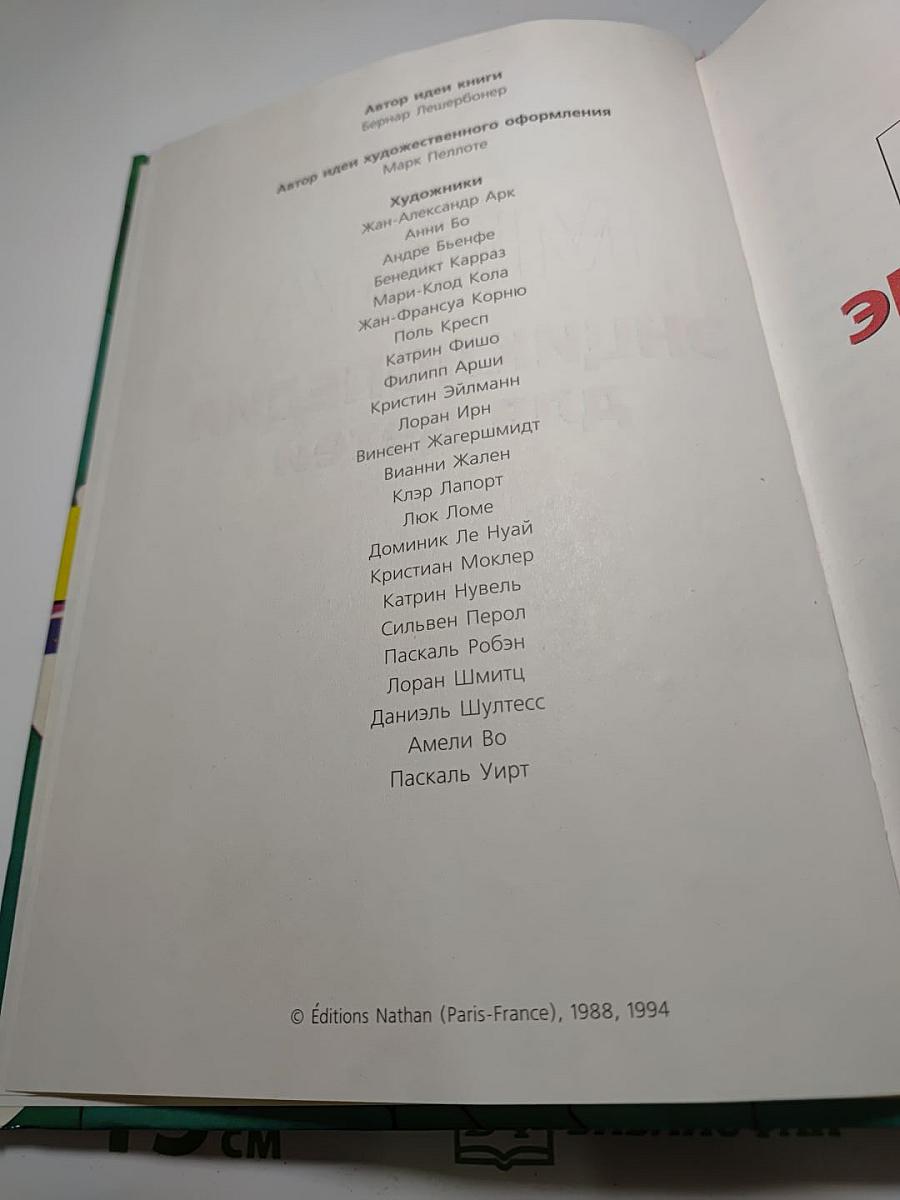 Автор идеи книги
Бернар Лешербонер
Автор идеи художественного оформления
Марк Пеллоте
Художники
Жан-Александр Арк
Анни Бо
Андре Бьенфе
Бенедикт Карраз
Мари-Клод Кола
Жан-Франсуа Корню
Поль Кресп
Катрин Фишо
Филипп Арши
Кристин Эйлманн
Лоран Ирн
Винсент Жагершмидт
Вианни Жален
Клэр Лапорт
Люк Ломе
Доминик Ле Нуай
Кристиан Моклер
Катрин Нувель
Сильвен Перол
Паскаль Робэн
Лоран Шмитц
Даниэль Шултесс
Амели Во
Паскаль Уирт
© Éditions Nathan (Paris-France), 1988, 1994
см